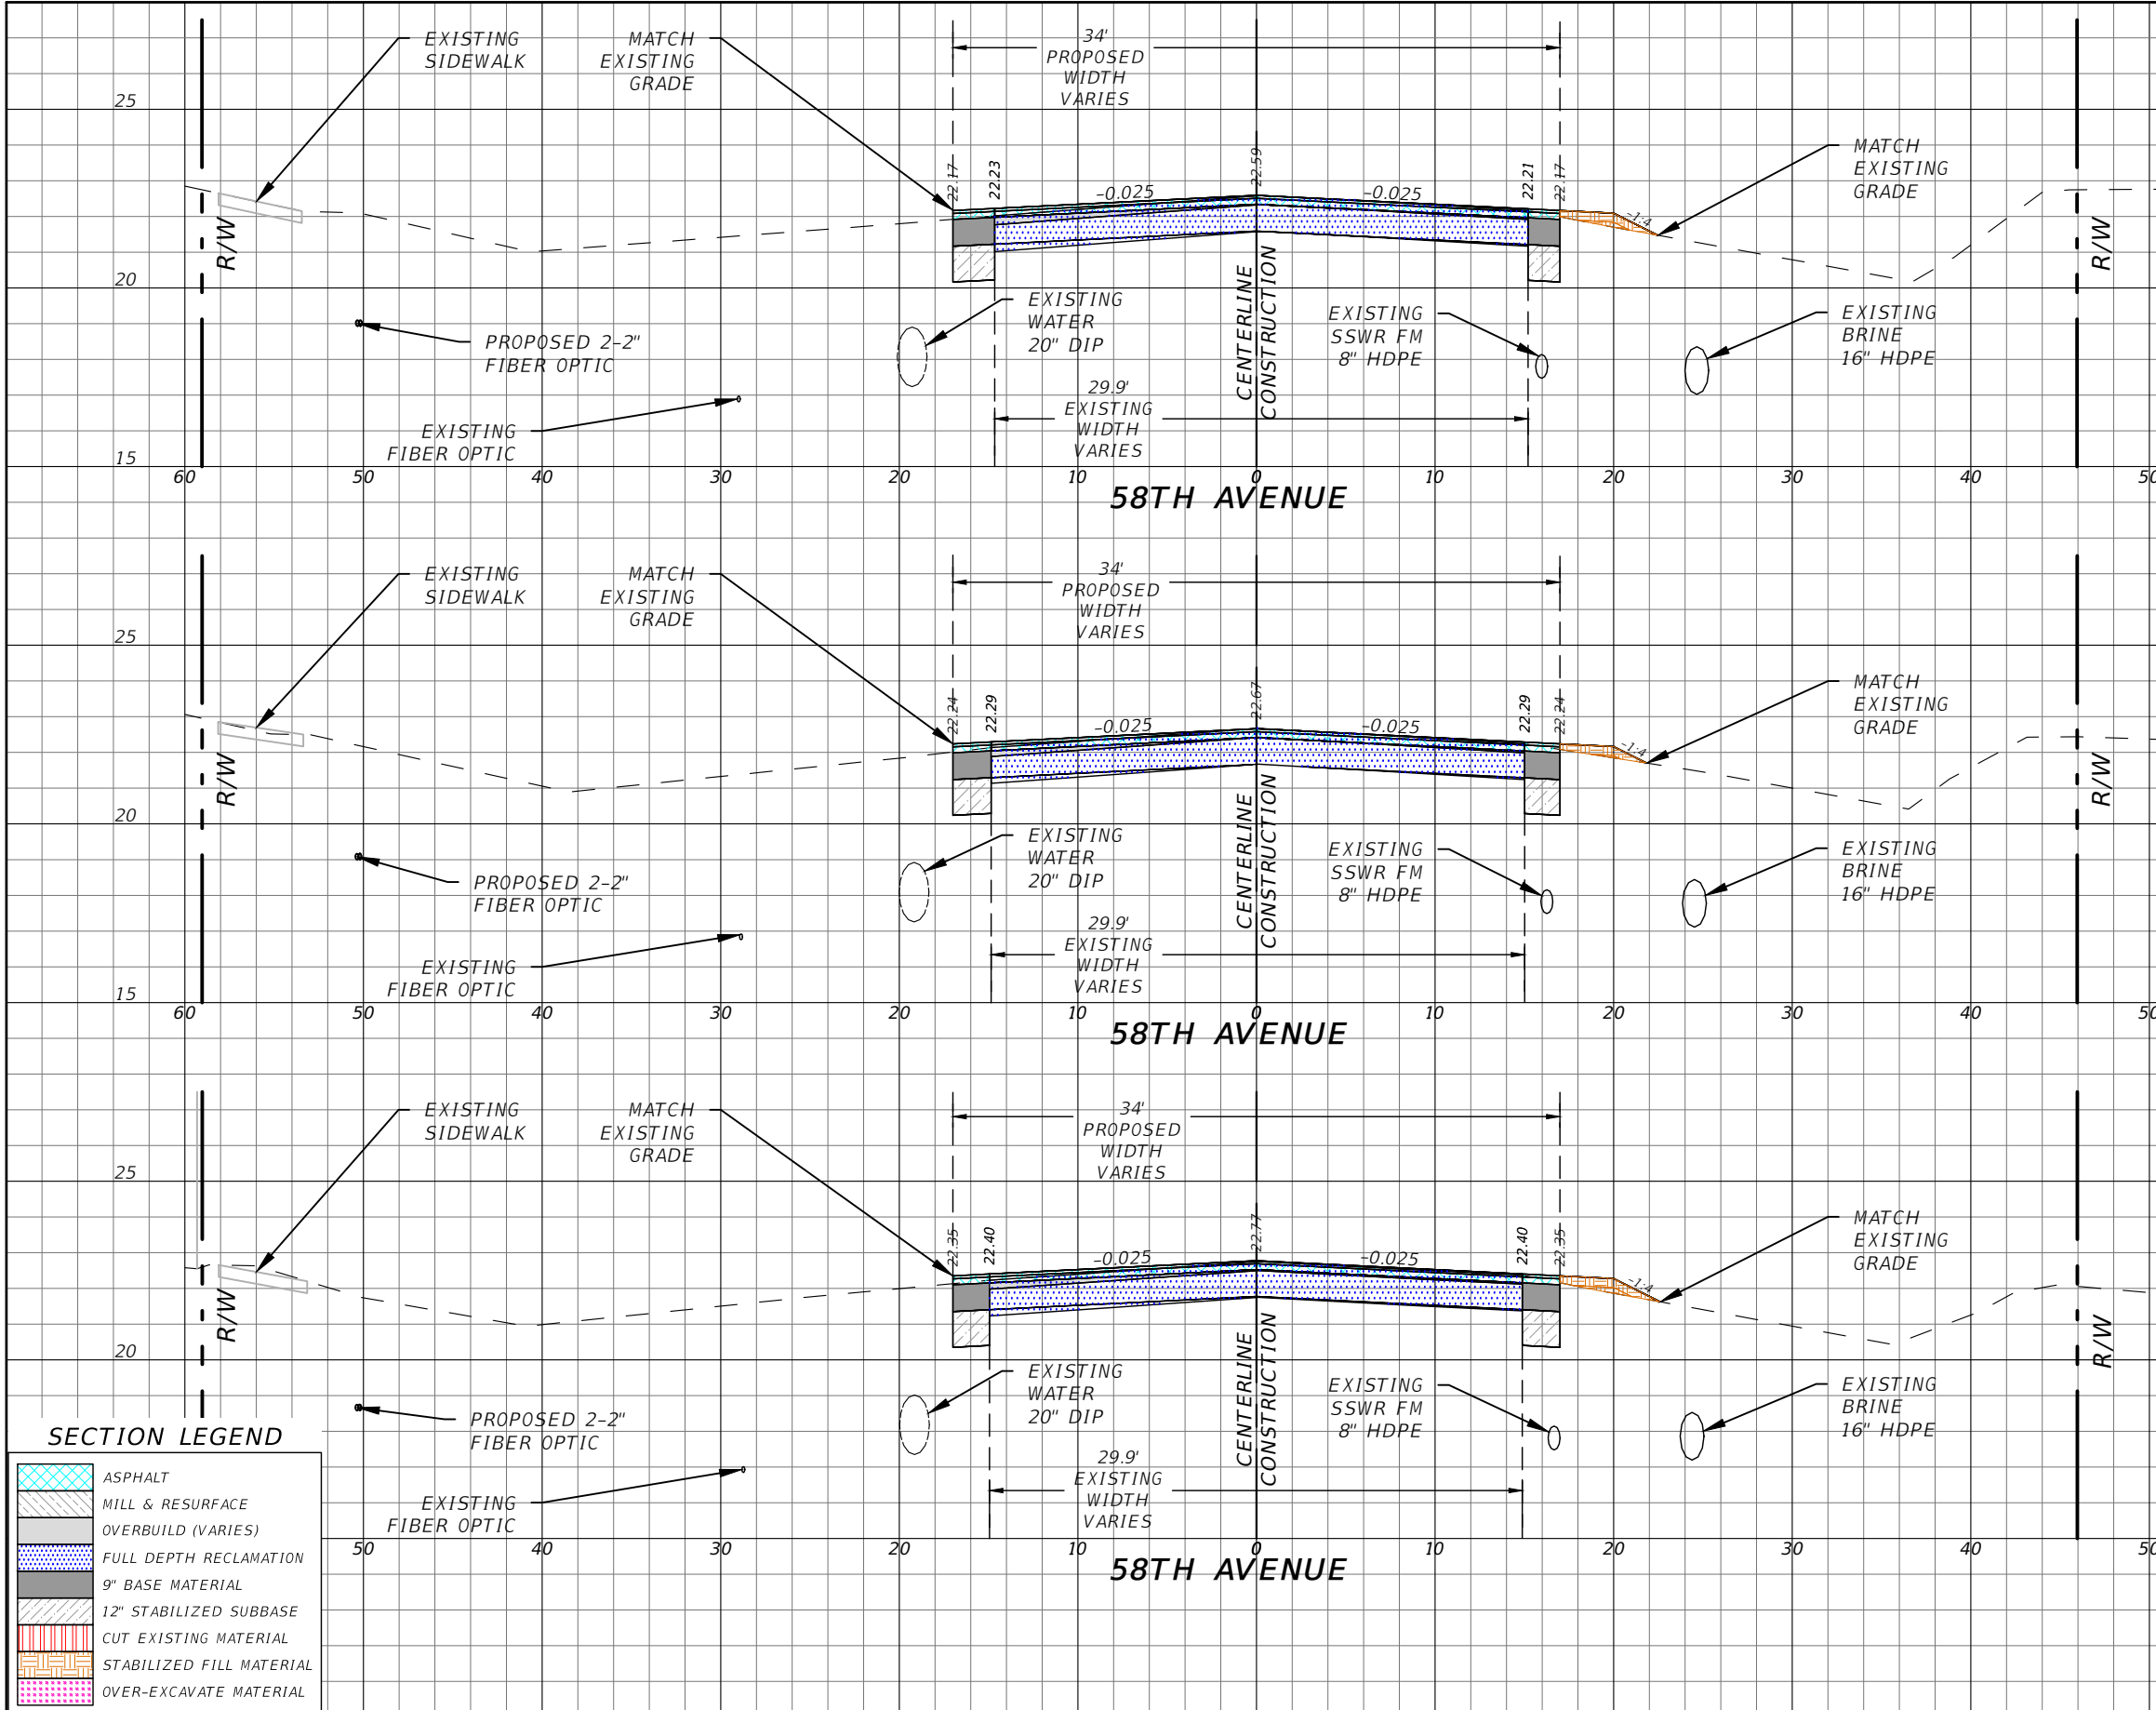 EXISTING
SIDEWALK
MATCH
EXISTING
GRADE
34'
PROPOSED
WIDTH
VARIES
25
MATCH
EXISTING
GRADE
22.17
22.23
-0.025
22.59
-0.025
22.21
22.17
-1:4
R/W
R/W
20
PROPOSED 2-2"
FIBER OPTIC
EXISTING
WATER
20" DIP
CENTERLINE
CONSTRUCTION
EXISTING
SSWR FM
8" HDPE
EXISTING
BRINE
16" HDPE
EXISTING
FIBER OPTIC
29.9'
EXISTING
WIDTH
VARIES
15
60 50 40 30 20 10 0 10 20 30 40 50
58TH AVENUE
EXISTING
SIDEWALK
MATCH
EXISTING
GRADE
34'
PROPOSED
WIDTH
VARIES
25
MATCH
EXISTING
GRADE
22.24
22.29
-0.025
22.67
-0.025
22.29
22.24
-1:4
R/W
R/W
20
PROPOSED 2-2"
FIBER OPTIC
EXISTING
WATER
20" DIP
CENTERLINE
CONSTRUCTION
EXISTING
SSWR FM
8" HDPE
EXISTING
BRINE
16" HDPE
EXISTING
FIBER OPTIC
29.9'
EXISTING
WIDTH
VARIES
15
60 50 40 30 20 10 0 10 20 30 40 50
58TH AVENUE
EXISTING
SIDEWALK
MATCH
EXISTING
GRADE
34'
PROPOSED
WIDTH
VARIES
25
MATCH
EXISTING
GRADE
22.35
22.40
-0.025
22.77
-0.025
22.40
22.35
-1:4
R/W
R/W
20
PROPOSED 2-2"
FIBER OPTIC
EXISTING
WATER
20" DIP
CENTERLINE
CONSTRUCTION
EXISTING
SSWR FM
8" HDPE
EXISTING
BRINE
16" HDPE
EXISTING
FIBER OPTIC
29.9'
EXISTING
WIDTH
VARIES
50 40 30 20 10 0 10 20 30 40 50
58TH AVENUE
SECTION LEGEND
ASPHALT
MILL & RESURFACE
OVERBUILD (VARIES)
FULL DEPTH RECLAMATION
9" BASE MATERIAL
12" STABILIZED SUBBASE
CUT EXISTING MATERIAL
STABILIZED FILL MATERIAL
OVER-EXCAVATE MATERIAL